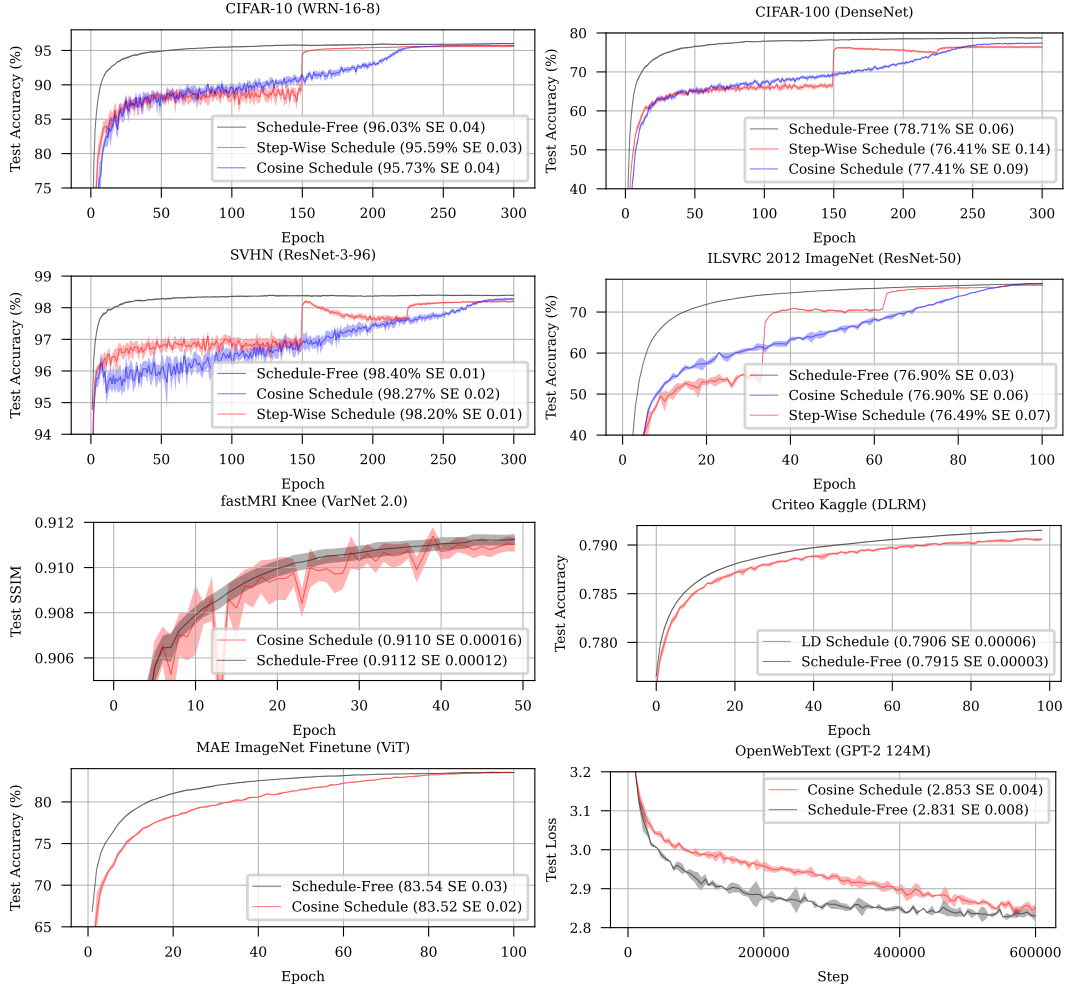 CIFAR-10 (WRN-16-8)
Test Accuracy (%)
95
90
85
80
75
Schedule-Free (96.03% SE 0.04)
Step-Wise Schedule (95.59% SE 0.03)
Cosine Schedule (95.73% SE 0.04)
0 50 100 150 200 250 300
Epoch
CIFAR-100 (DenseNet)
Test Accuracy (%)
80
70
60
50
40
Schedule-Free (78.71% SE 0.06)
Step-Wise Schedule (76.41% SE 0.14)
Cosine Schedule (77.41% SE 0.09)
0 50 100 150 200 250 300
Epoch
SVHN (ResNet-3-96)
Test Accuracy (%)
99
98
97
96
95
94
Schedule-Free (98.40% SE 0.01)
Cosine Schedule (98.27% SE 0.02)
Step-Wise Schedule (98.20% SE 0.01)
0 50 100 150 200 250 300
Epoch
ILSVRC 2012 ImageNet (ResNet-50)
Test Accuracy (%)
70
60
50
40
Schedule-Free (76.90% SE 0.03)
Cosine Schedule (76.90% SE 0.06)
Step-Wise Schedule (76.49% SE 0.07)
0 20 40 60 80 100
Epoch
fastMRI Knee (VarNet 2.0)
Test SSIM
0.912
0.910
0.908
0.906
Cosine Schedule (0.9110 SE 0.00016)
Schedule-Free (0.9112 SE 0.00012)
0 10 20 30 40 50
Epoch
Criteo Kaggle (DLRM)
Test Accuracy
0.790
0.785
0.780
LD Schedule (0.7906 SE 0.00006)
Schedule-Free (0.7915 SE 0.00003)
0 20 40 60 80 100
Epoch
MAE ImageNet Finetune (ViT)
Test Accuracy (%)
80
75
70
65
Schedule-Free (83.54 SE 0.03)
Cosine Schedule (83.52 SE 0.02)
0 20 40 60 80 100
Epoch
OpenWebText (GPT-2 124M)
Test Loss
3.2
3.1
3.0
2.9
2.8
Cosine Schedule (2.853 SE 0.004)
Schedule-Free (2.831 SE 0.008)
0 200000 400000 600000
Step